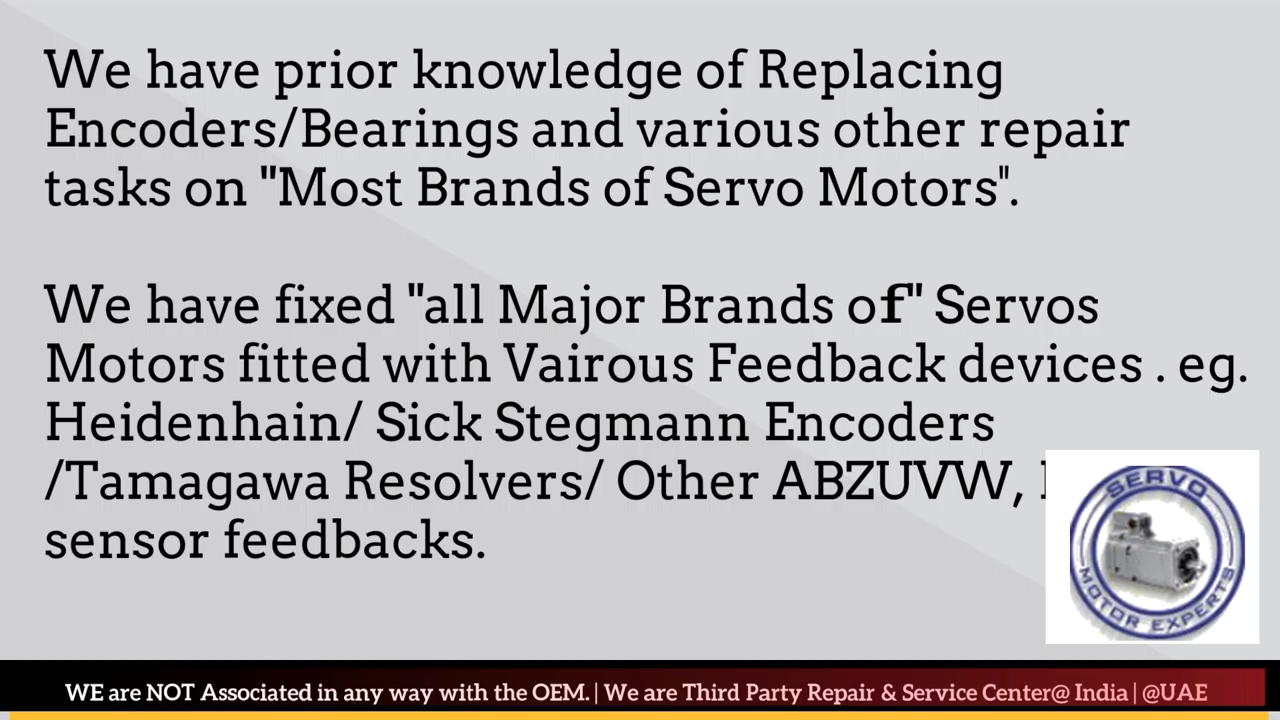 We have prior knowledge of Replacing
Encoders/Bearings and various other repair
tasks on "Most Brands of Servo Motors".
We have fixed "all Major Brands of" Servos
Motors fitted with Vairous Feedback devices . eg.
Heidenhain/ Sick Stegmann Encoders
/Tamagawa Resolvers/ Other ABZUVW,
sensor feedbacks.
SERVO
MOTOR EXPERTS
WE are NOT Associated in any way with the OEM. | We are Third Party Repair & Service Center@ India | @UAE